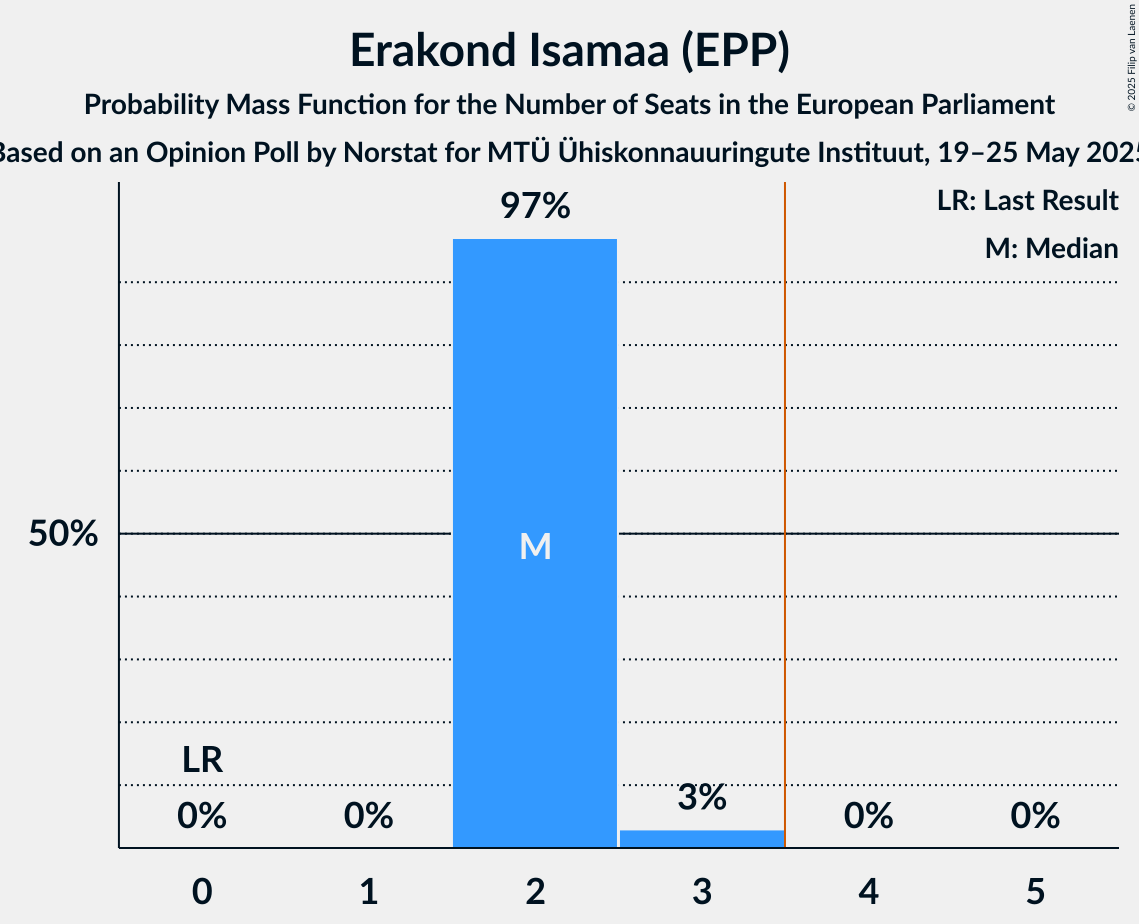 Erakond Isamaa (EPP)
Probability Mass Function for the Number of Seats in the European Parliament
Based on an Opinion Poll by Norstat for MTÜ Ühiskonnauuringute Instituut, 19–25 May 2025
© 2025 Filip van Laenen
LR: Last Result
M: Median
97%
50%
M
LR
0%
0%
3%
0%
0%
0
1
2
3
4
5